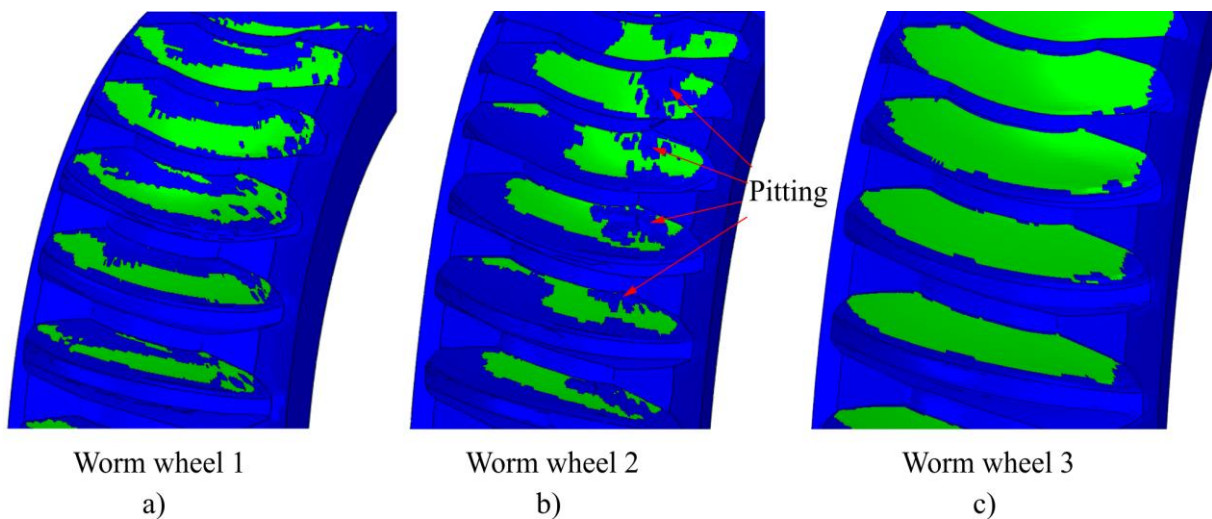 Pitting
Worm wheel 1
Worm wheel 2
Worm wheel 3
a)
b)
c)